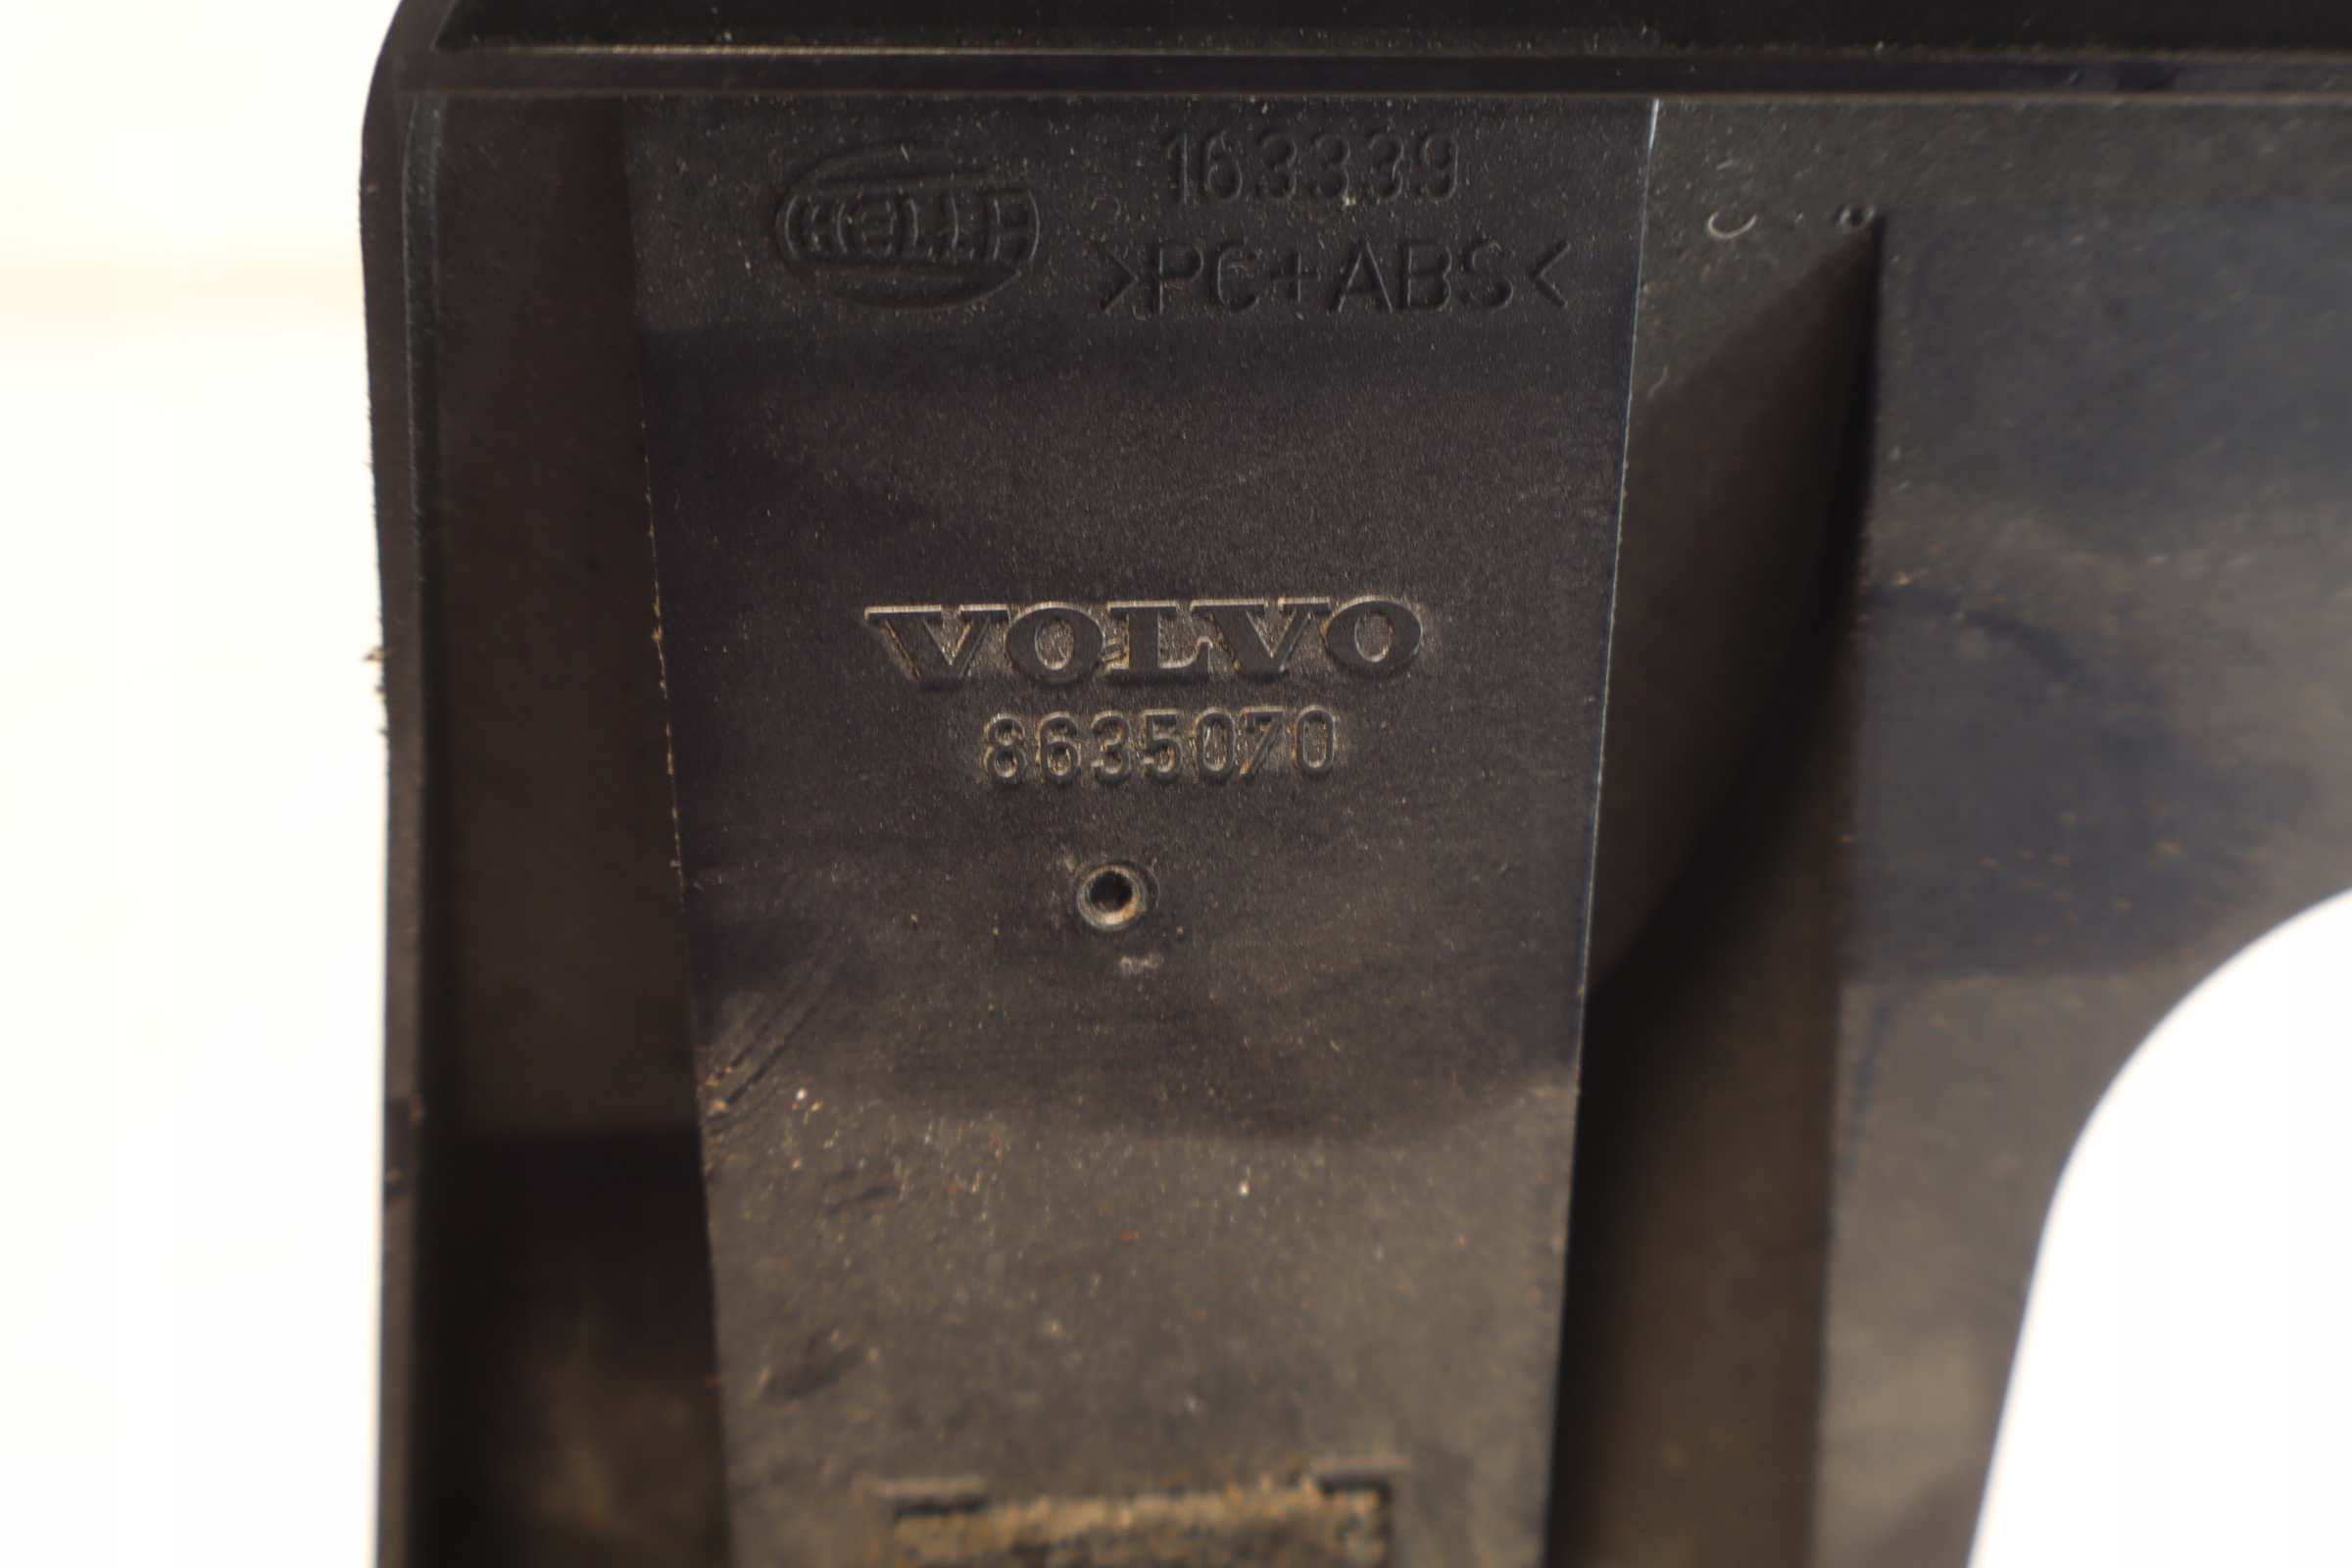 HELLA
163339
>PC+ABS<
VOLVO
8635070